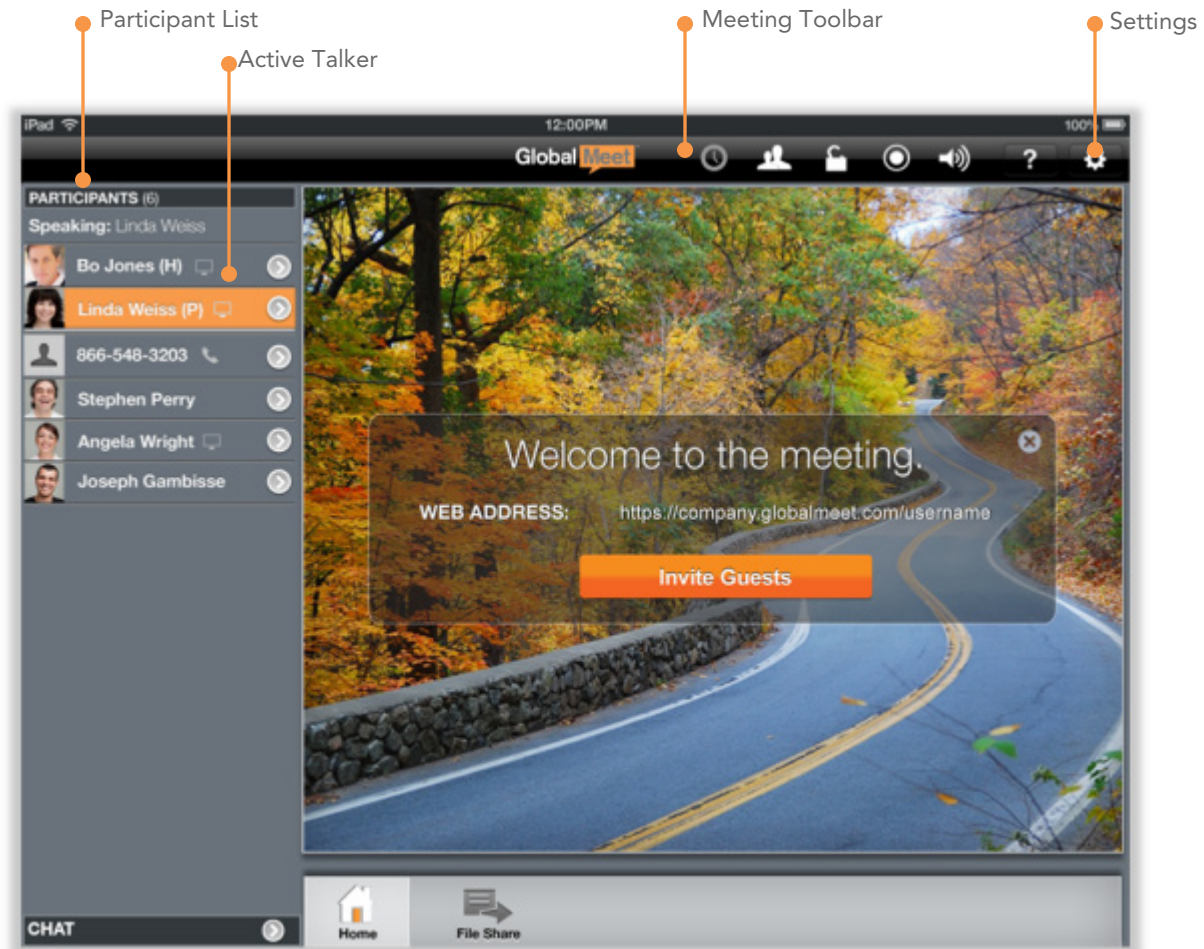 Participant List
Meeting Toolbar
Settings
Active Talker
iPad
12:00PM
100%
Global Meet
?
PARTICIPANTS (6)
Speaking: Linda Weiss
Bo Jones (H)
Linda Weiss (P)
866-548-3203
Stephen Perry
Angela Wright
Joseph Gambisse
Welcome to the meeting.
WEB ADDRESS: https://company.globalmeet.com/username
Invite Guests
CHAT
Home
File Share